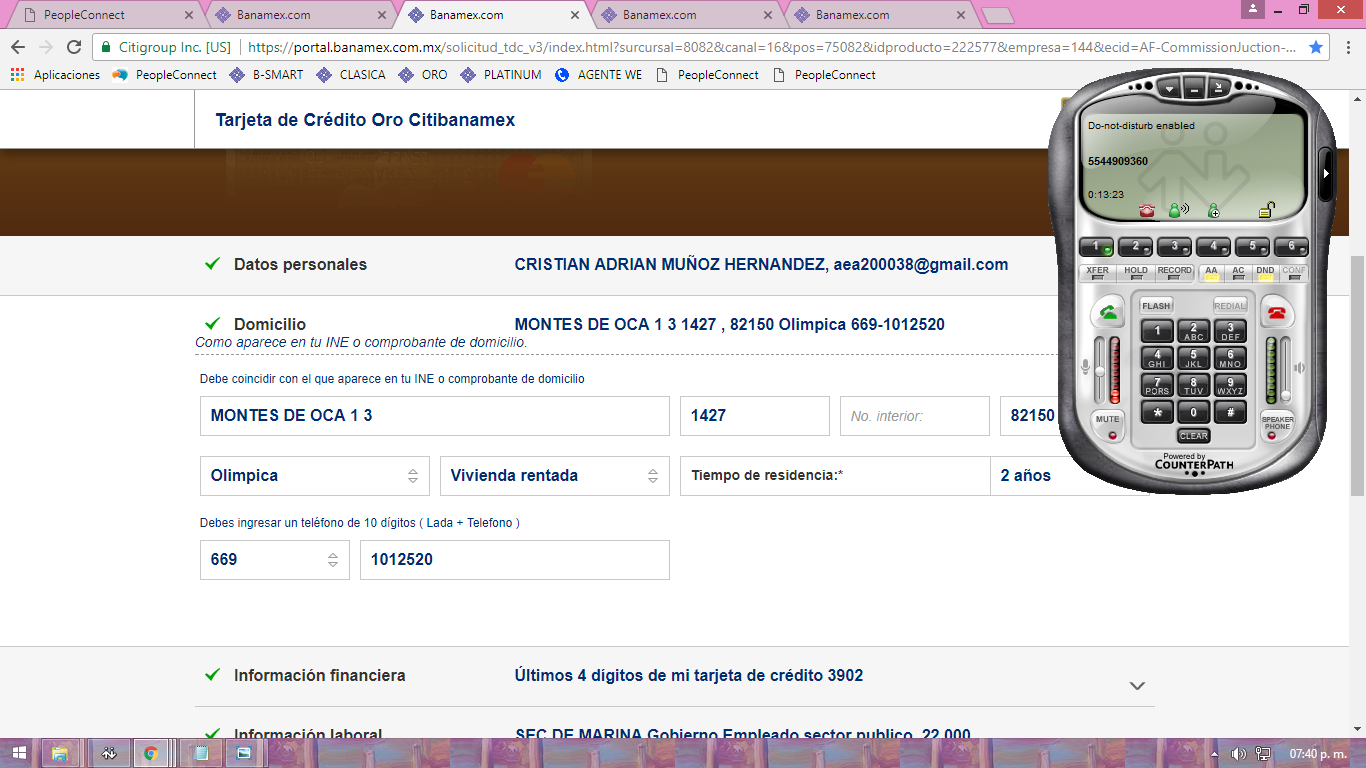 PeopleConnect
Banamex.com
Banamex.com
Banamex.com
Banamex.com
Citigroup Inc. [US]
https://portal.banamex.com.mx/solicitud_tdc_v3/index.html?surcursal=8082&canal=16&pos=75082&idproducto=222577&empresa=144&ecid=AF-CommissionJuction-...
Aplicaciones PeopleConnect B-SMART CLASICA ORO PLATINUM AGENTE WE PeopleConnect PeopleConnect
Tarjeta de Crédito Oro Citibanamex
Datos personales CRISTIAN ADRIAN MUÑOZ HERNANDEZ, aea200038@gmail.com
Domicilio MONTES DE OCA 1 3 1427 , 82150 Olimpica 669-1012520
Como aparece en tu INE o comprobante de domicilio.
Debe coincidir con el que aparece en tu INE o comprobante de domicilio
MONTES DE OCA 1 3 1427 No. interior: 82150
Olimpica Vivienda rentada Tiempo de residencia:* 2 años
Debes ingresar un teléfono de 10 dígitos ( Lada + Telefono )
669 1012520
Información financiera Últimos 4 dígitos de mi tarjeta de crédito 3902
Información laboral SEC DE MARINA Gobierno Empleado sector publico, 22,000
Do-not-disturb enabled
5544909360
0:13:23
1 2 3 4 5 6
XFER HOLD RECORD AA AC DND CONF
FLASH REDIAL
1 2 ABC 3 DEF
4 GHI 5 JKL 6 MNO
7 PQRS 8 TUV 9 WXYZ
* 0 #
MUTE CLEAR SPEAKER PHONE
Powered by
COUNTERPATH
07:40 p. m.